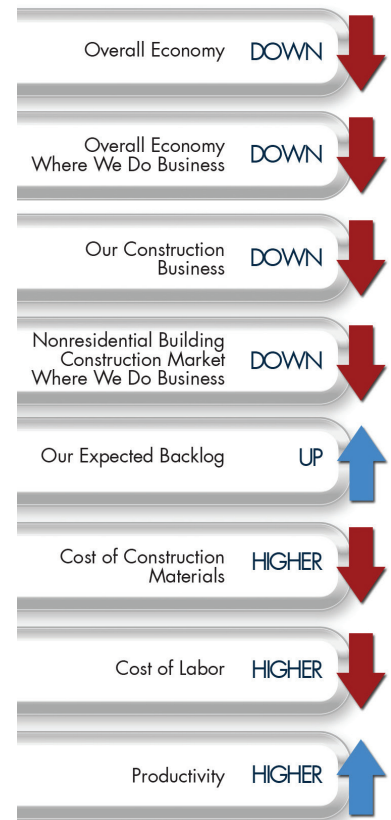 Overall Economy DOWN
Overall Economy
Where We Do Business DOWN
Our Construction
Business DOWN
Nonresidential Building
Construction Market
Where We Do Business DOWN
Our Expected Backlog UP
Cost of Construction
Materials HIGHER
Cost of Labor HIGHER
Productivity HIGHER